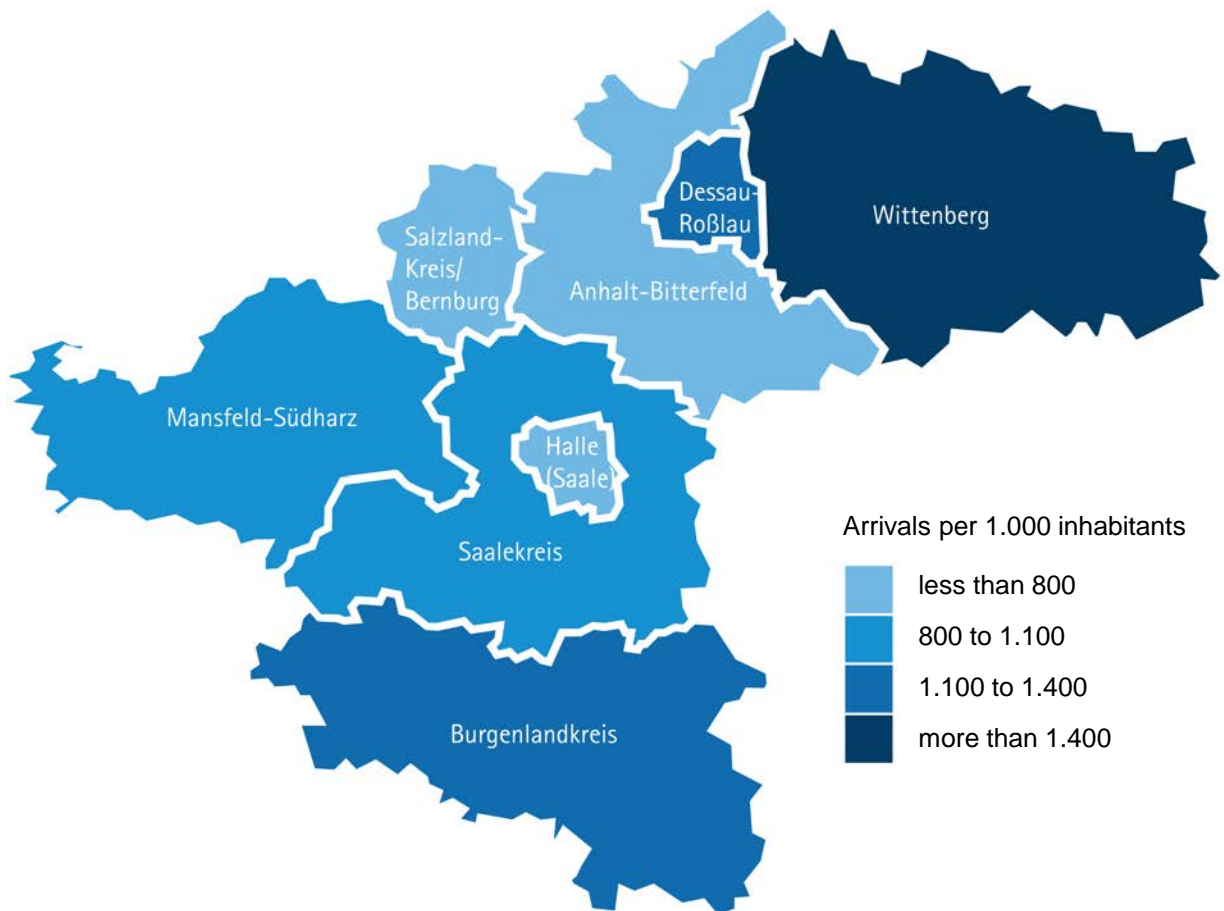 Dessau-
Roßlau
Wittenberg
Salzland-
Kreis/
Bernburg
Anhalt-Bitterfeld
Mansfeld-Südharz
Halle
(Saale)
Saalekreis
Burgenlandkreis
Arrivals per 1.000 inhabitants
less than 800
800 to 1.100
1.100 to 1.400
more than 1.400